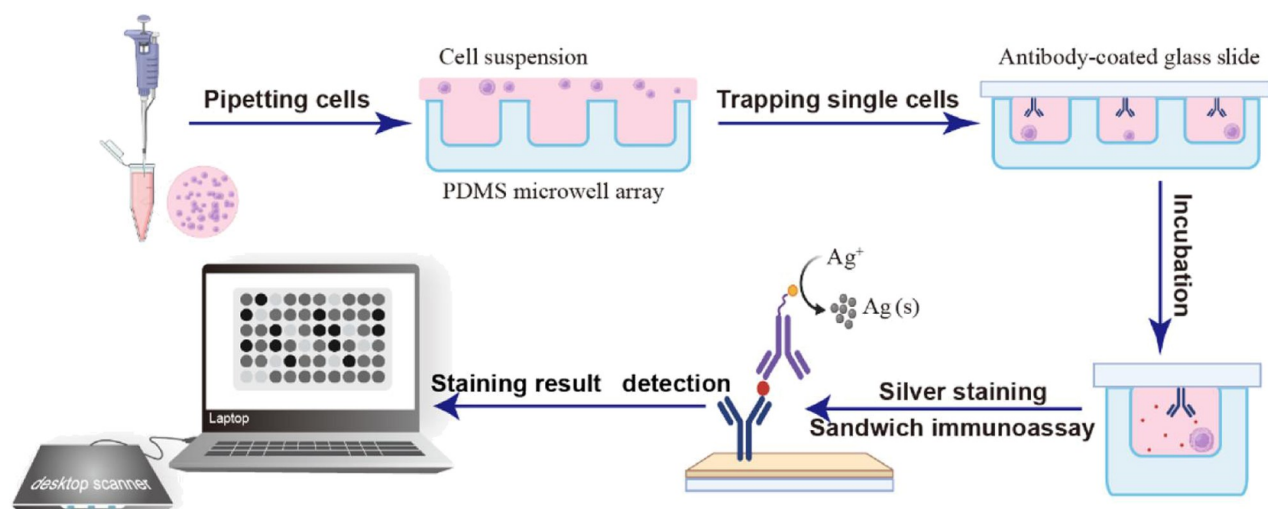 Cell suspension
Pipetting cells
PDMS microwell array
Trapping single cells
Antibody-coated glass slide
Incubation
Silver staining
Sandwich immunoassay
Ag⁺
Ag (s)
Staining result detection
Laptop
desktop scanner